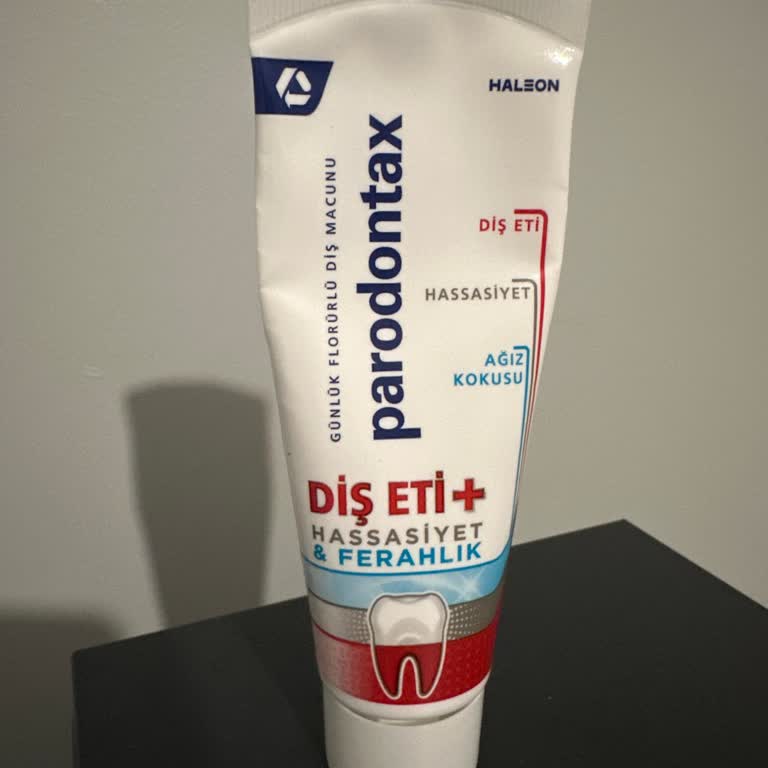 HALEON
GÜNLÜK FLORÜRLÜ DİŞ MACUNU
parodontax
DİŞ ETİ
HASSASİYET
AĞIZ
KOKUSU
DİŞ ETİ+
HASSASİYET
& FERAHLIK